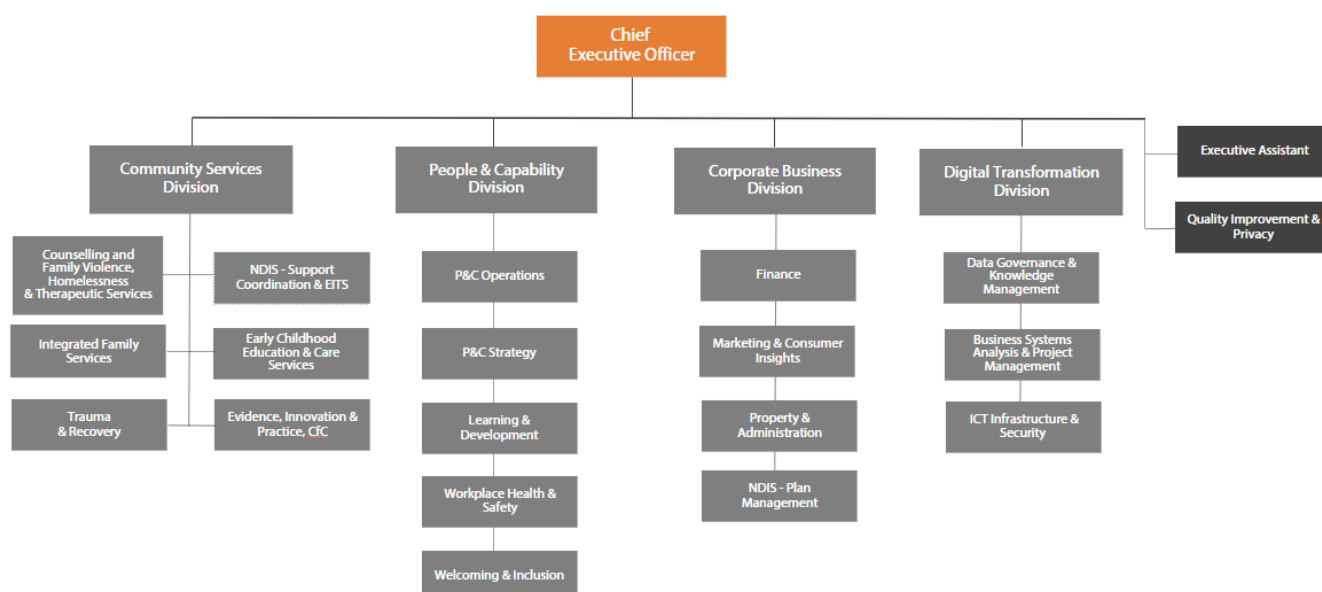 Chief
Executive Officer
Community Services
Division
People & Capability
Division
Corporate Business
Division
Digital Transformation
Division
Executive Assistant
Quality Improvement &
Privacy
Counselling and
Family Violence,
Homelessness
& Therapeutic Services
NDIS - Support
Coordination & EITS
Integrated Family
Services
Early Childhood
Education & Care
Services
Trauma
& Recovery
Evidence, Innovation &
Practice, CfC
P&C Operations
P&C Strategy
Learning &
Development
Workplace Health &
Safety
Welcoming & Inclusion
Finance
Marketing & Consumer
Insights
Property &
Administration
NDIS - Plan
Management
Data Governance &
Knowledge
Management
Business Systems
Analysis & Project
Management
ICT Infrastructure &
Security